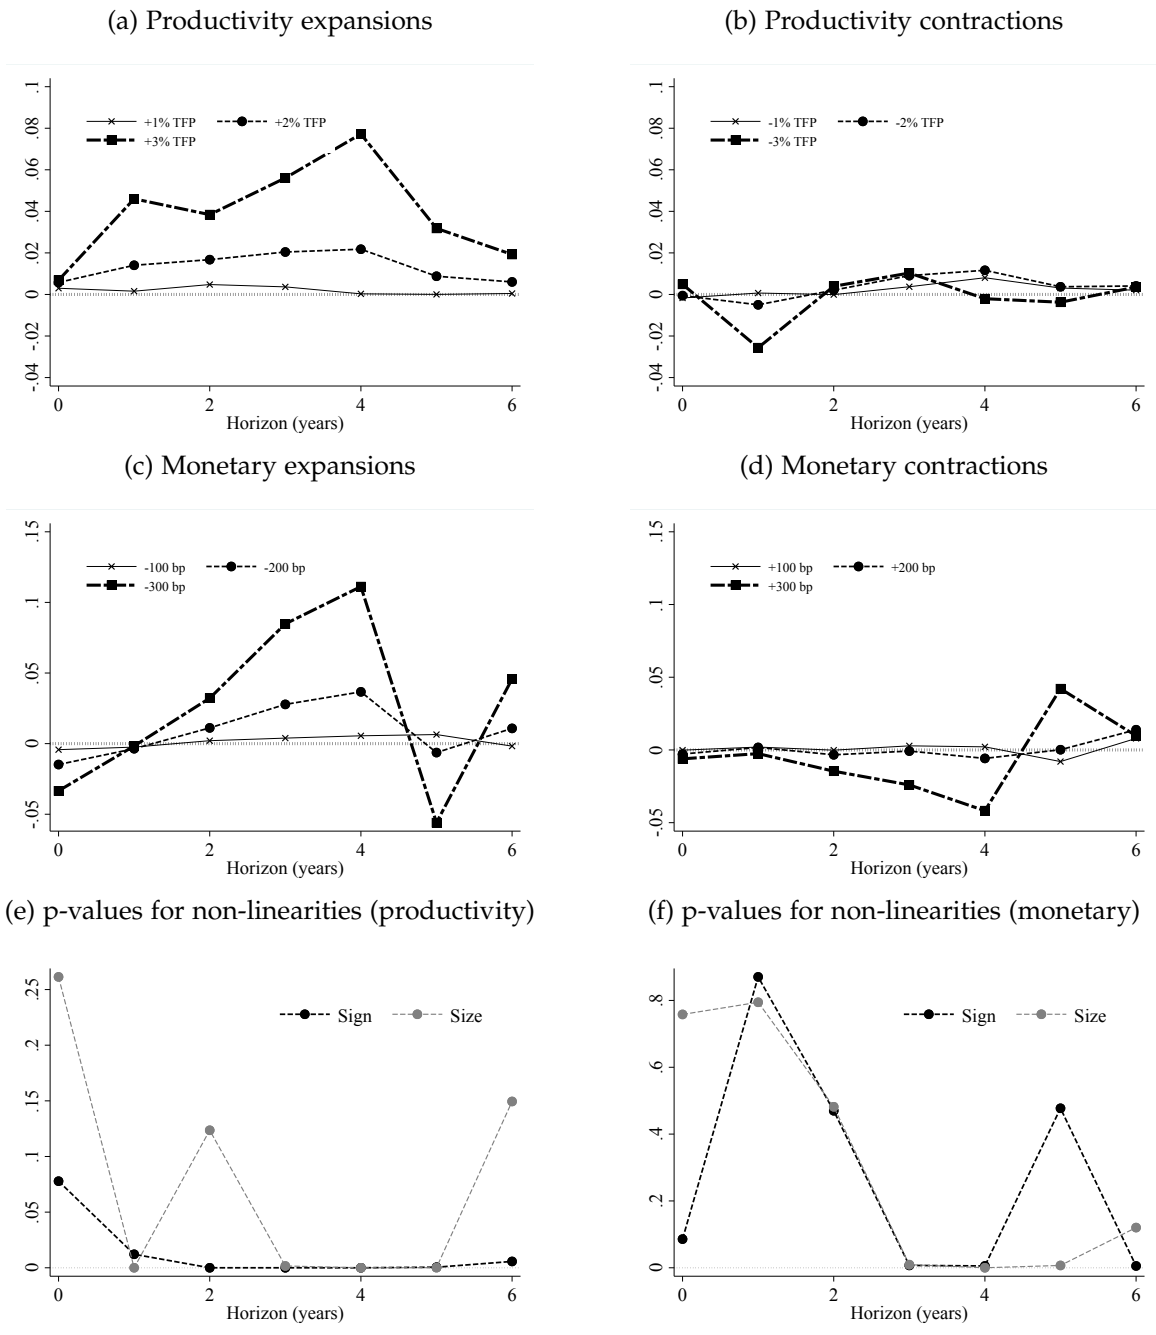 (a) Productivity expansions
.1
.08
.06
.04
.02
0
-.02
-.04
+1% TFP
+2% TFP
+3% TFP
0 2 4 6
Horizon (years)
(b) Productivity contractions
.1
.08
.06
.04
.02
0
-.02
-.04
-1% TFP
-2% TFP
-3% TFP
0 2 4 6
Horizon (years)
(c) Monetary expansions
.15
.1
.05
0
-.05
-100 bp
-200 bp
-300 bp
0 2 4 6
Horizon (years)
(d) Monetary contractions
.15
.1
.05
0
-.05
+100 bp
+200 bp
+300 bp
0 2 4 6
Horizon (years)
(e) p-values for non-linearities (productivity)
.25
.2
.15
.1
.05
0
Sign
Size
0 2 4 6
Horizon (years)
(f) p-values for non-linearities (monetary)
.8
.6
.4
.2
0
Sign
Size
0 2 4 6
Horizon (years)